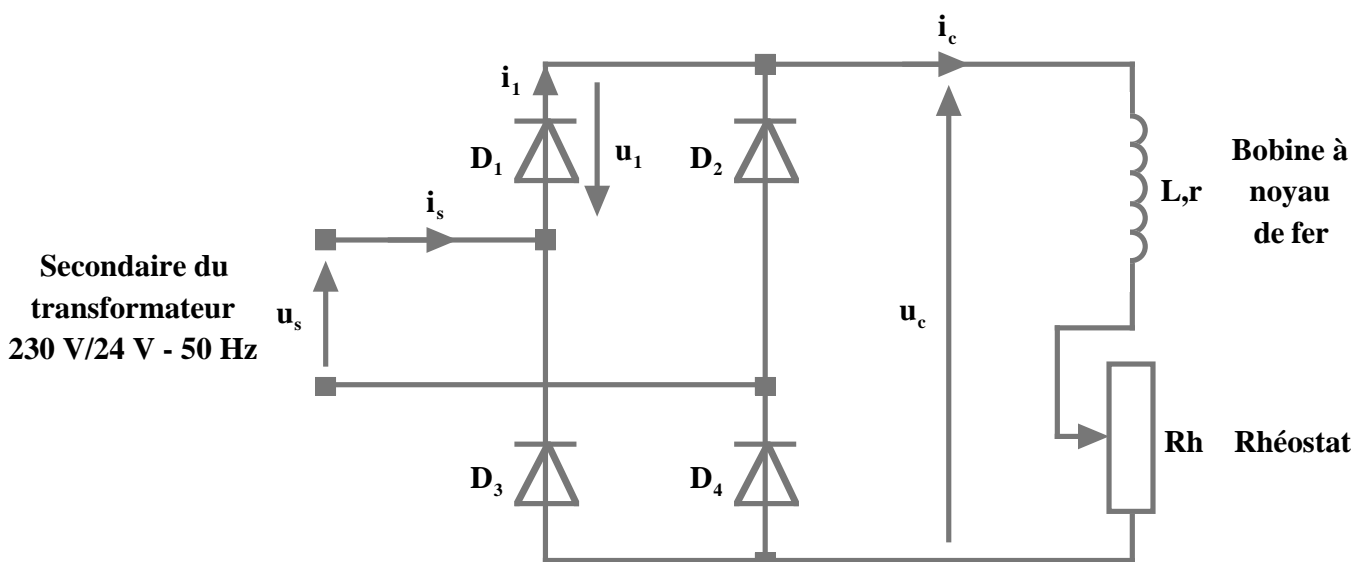 i_c
i_1
D_1
u_1
D_2
Bobine à
L,r
noyau
de fer
i_s
Secondaire du
transformateur
230 V/24 V - 50 Hz
u_s
u_c
D_3
D_4
Rh
Rhéostat